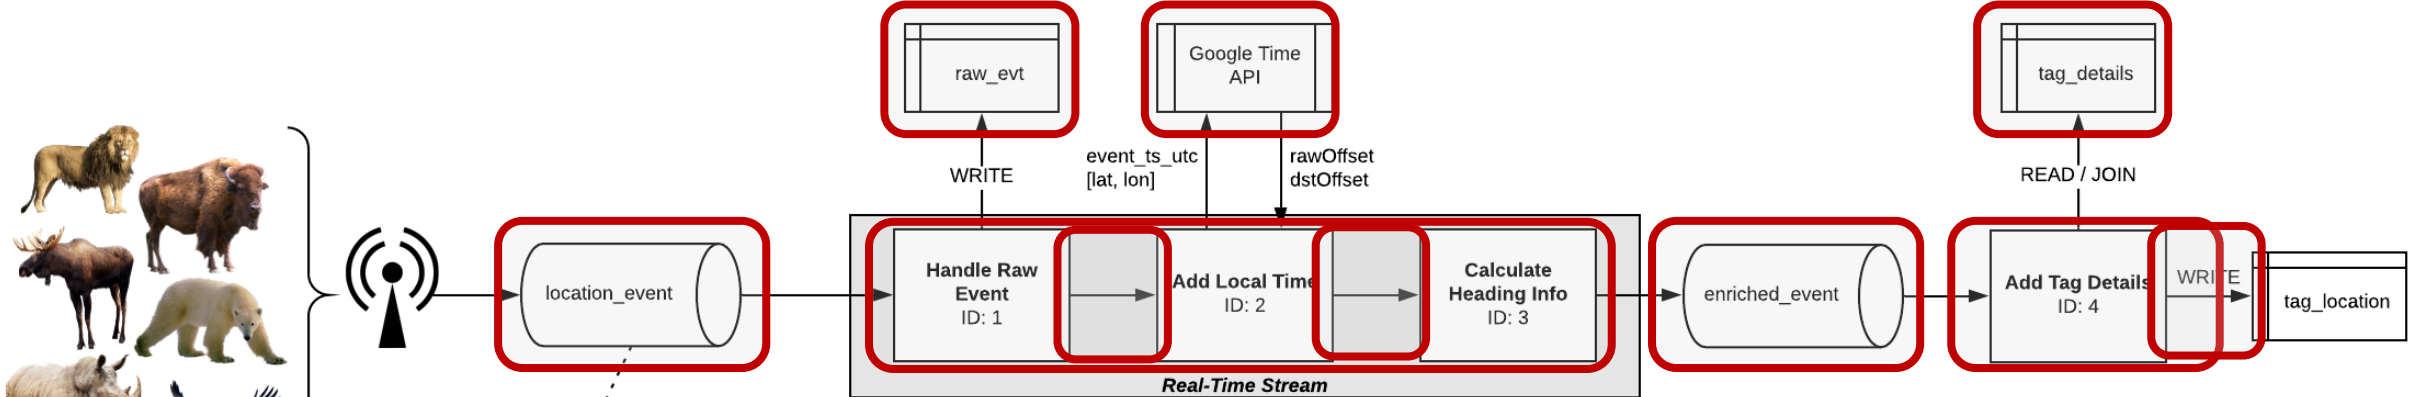 raw_evt
Google Time
API
tag_details
WRITE
event_ts_utc
[lat, lon]
rawOffset
dstOffset
READ / JOIN
location_event
Handle Raw
Event
ID: 1
Add Local Time
ID: 2
Calculate
Heading Info
ID: 3
enriched_event
Add Tag Details
ID: 4
WRITE
tag_location
Real-Time Stream